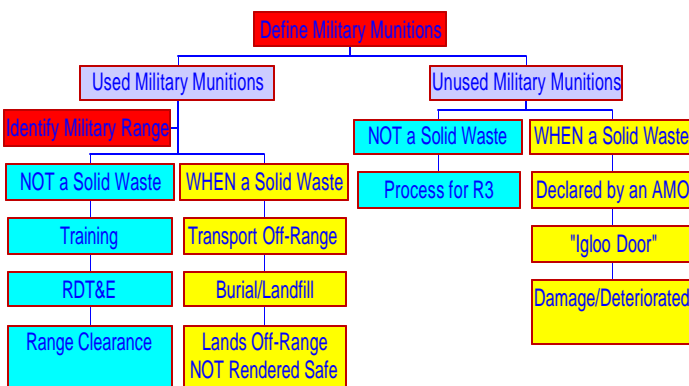 Define Military Munitions
Used Military Munitions
Unused Military Munitions
Identify Military Range
NOT a Solid Waste
WHEN a Solid Waste
NOT a Solid Waste
WHEN a Solid Waste
Training
Transport Off-Range
Process for R3
Declared by an AMO
RDT&E
Burial/Landfill
"Igloo Door"
Range Clearance
Lands Off-Range
NOT Rendered Safe
Damage/Deteriorated